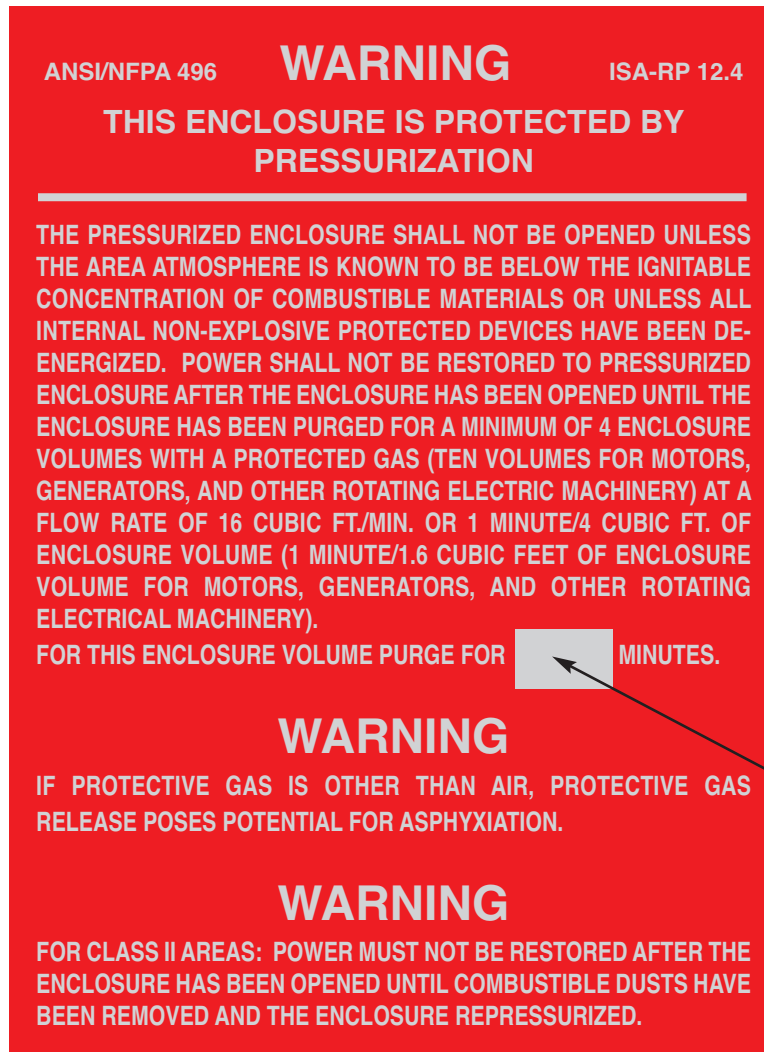 ANSI/NFPA 496 WARNING ISA-RP 12.4
THIS ENCLOSURE IS PROTECTED BY
PRESSURIZATION
THE PRESSURIZED ENCLOSURE SHALL NOT BE OPENED UNLESS
THE AREA ATMOSPHERE IS KNOWN TO BE BELOW THE IGNITABLE
CONCENTRATION OF COMBUSTIBLE MATERIALS OR UNLESS ALL
INTERNAL NON-EXPLOSIVE PROTECTED DEVICES HAVE BEEN DE-
ENERGIZED. POWER SHALL NOT BE RESTORED TO PRESSURIZED
ENCLOSURE AFTER THE ENCLOSURE HAS BEEN OPENED UNTIL THE
ENCLOSURE HAS BEEN PURGED FOR A MINIMUM OF 4 ENCLOSURE
VOLUMES WITH A PROTECTED GAS (TEN VOLUMES FOR MOTORS,
GENERATORS, AND OTHER ROTATING ELECTRIC MACHINERY) AT A
FLOW RATE OF 16 CUBIC FT./MIN. OR 1 MINUTE/4 CUBIC FT. OF
ENCLOSURE VOLUME (1 MINUTE/1.6 CUBIC FEET OF ENCLOSURE
VOLUME FOR MOTORS, GENERATORS, AND OTHER ROTATING
ELECTRICAL MACHINERY).
FOR THIS ENCLOSURE VOLUME PURGE FOR MINUTES.
WARNING
IF PROTECTIVE GAS IS OTHER THAN AIR, PROTECTIVE GAS
RELEASE POSES POTENTIAL FOR ASPHYXIATION.
WARNING
FOR CLASS II AREAS: POWER MUST NOT BE RESTORED AFTER THE
ENCLOSURE HAS BEEN OPENED UNTIL COMBUSTIBLE DUSTS HAVE
BEEN REMOVED AND THE ENCLOSURE REPRESSURIZED.